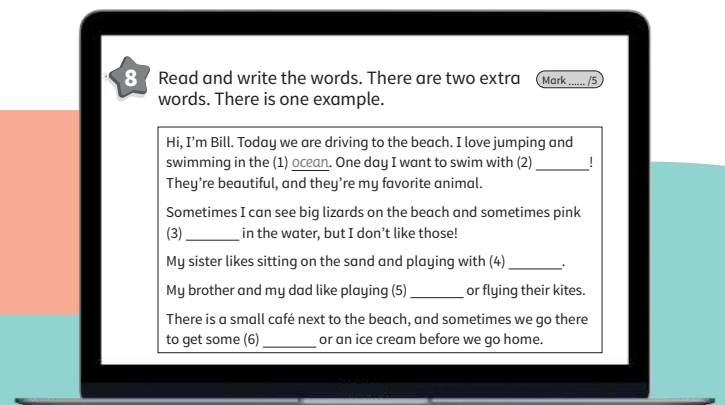 8
Read and write the words. There are two extra
words. There is one example.
Mark ...... /5
Hi, I'm Bill. Today we are driving to the beach. I love jumping and
swimming in the (1) ocean. One day I want to swim with (2) ________!
They're beautiful, and they're my favorite animal.
Sometimes I can see big lizards on the beach and sometimes pink
(3) ________ in the water, but I don't like those!
My sister likes sitting on the sand and playing with (4) ________.
My brother and my dad like playing (5) ________ or flying their kites.
There is a small café next to the beach, and sometimes we go there
to get some (6) ________ or an ice cream before we go home.